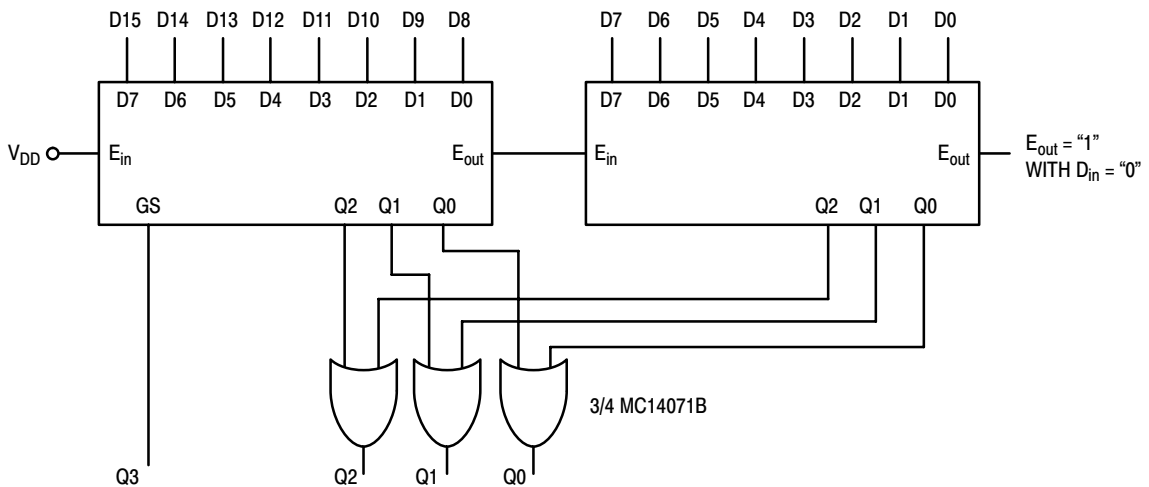 D15 D14 D13 D12 D11 D10 D9 D8 D7 D6 D5 D4 D3 D2 D1 D0
D7 D6 D5 D4 D3 D2 D1 D0 D7 D6 D5 D4 D3 D2 D1 D0
VDD Ein Eout Ein Eout Eout = “1”
WITH Din = “0”
GS Q2 Q1 Q0 Q2 Q1 Q0
3/4 MC14071B
Q3 Q2 Q1 Q0